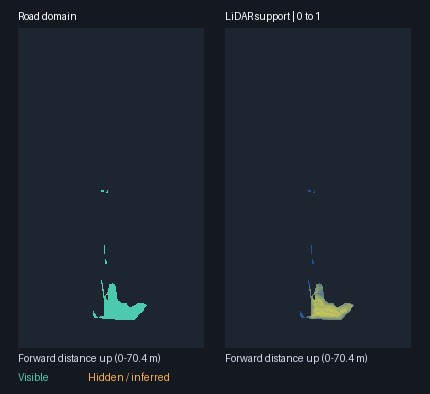 Road domain
LiDAR support | 0 to 1
Forward distance up (0-70.4 m)
Forward distance up (0-70.4 m)
Visible
Hidden / inferred